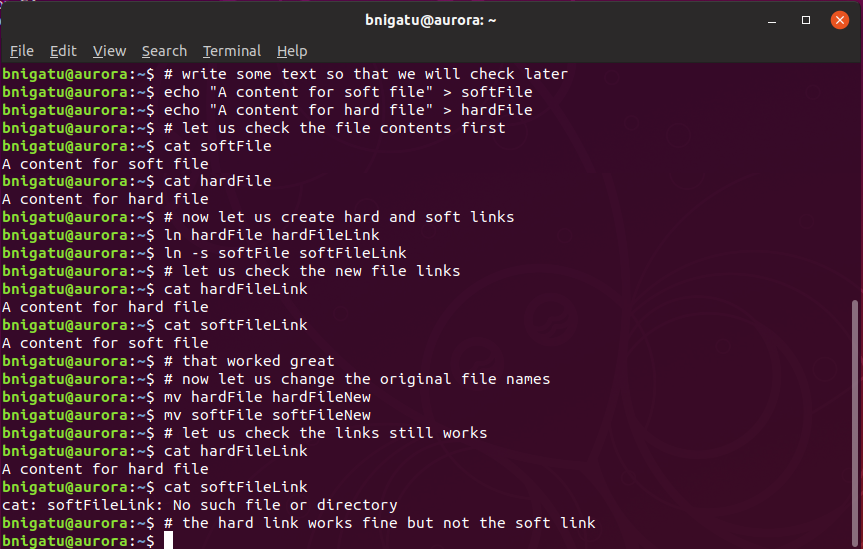 bnigatu@aurora: ~
File Edit View Search Terminal Help
bnigatu@aurora:~$ # write some text so that we will check later
bnigatu@aurora:~$ echo "A content for soft file" > softFile
bnigatu@aurora:~$ echo "A content for hard file" > hardFile
bnigatu@aurora:~$ # let us check the file contents first
bnigatu@aurora:~$ cat softFile
A content for soft file
bnigatu@aurora:~$ cat hardFile
A content for hard file
bnigatu@aurora:~$ # now let us create hard and soft links
bnigatu@aurora:~$ ln hardFile hardFileLink
bnigatu@aurora:~$ ln -s softFile softFileLink
bnigatu@aurora:~$ # let us check the new file links
bnigatu@aurora:~$ cat hardFileLink
A content for hard file
bnigatu@aurora:~$ cat softFileLink
A content for soft file
bnigatu@aurora:~$ # that worked great
bnigatu@aurora:~$ # now let us change the original file names
bnigatu@aurora:~$ mv hardFile hardFileNew
bnigatu@aurora:~$ mv softFile softFileNew
bnigatu@aurora:~$ # let us check the links still works
bnigatu@aurora:~$ cat hardFileLink
A content for hard file
bnigatu@aurora:~$ cat softFileLink
cat: softFileLink: No such file or directory
bnigatu@aurora:~$ # the hard link works fine but not the soft link
bnigatu@aurora:~$